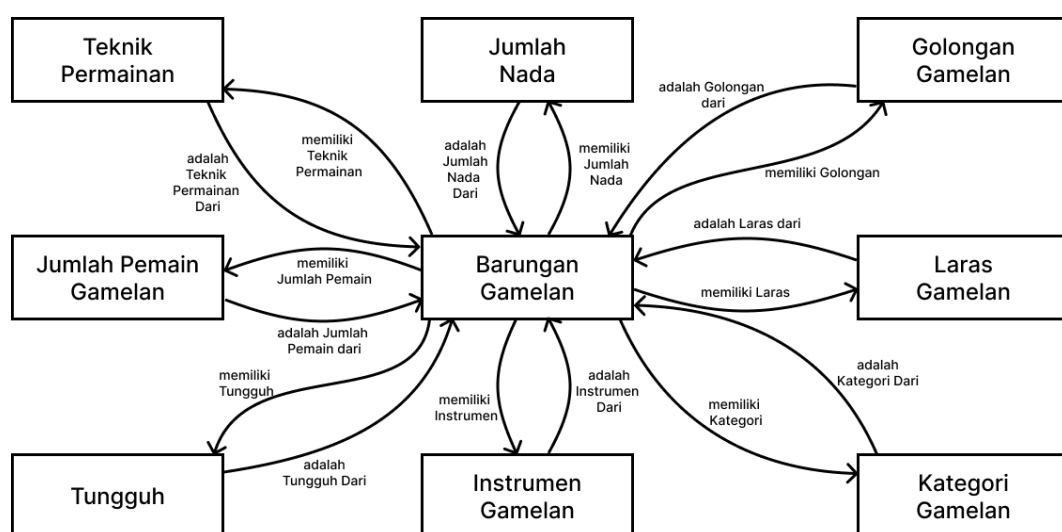 Teknik
Permainan
Jumlah
Nada
Golongan
Gamelan
adalah Golongan
dari
memiliki
Teknik
Permainan
adalah
Teknik
Permainan
Dari
adalah
Jumlah
Nada
Dari
memiliki
Jumlah
Nada
memiliki Golongan
Jumlah Pemain
Gamelan
memiliki
Jumlah Pemain
adalah Jumlah
Pemain dari
Barungan
Gamelan
adalah Laras dari
memiliki Laras
Laras
Gamelan
memiliki
Tungguh
adalah
Tungguh Dari
memiliki
Instrumen
adalah
Instrumen
Dari
memiliki
Kategori
adalah
Kategori Dari
Tungguh
Instrumen
Gamelan
Kategori
Gamelan